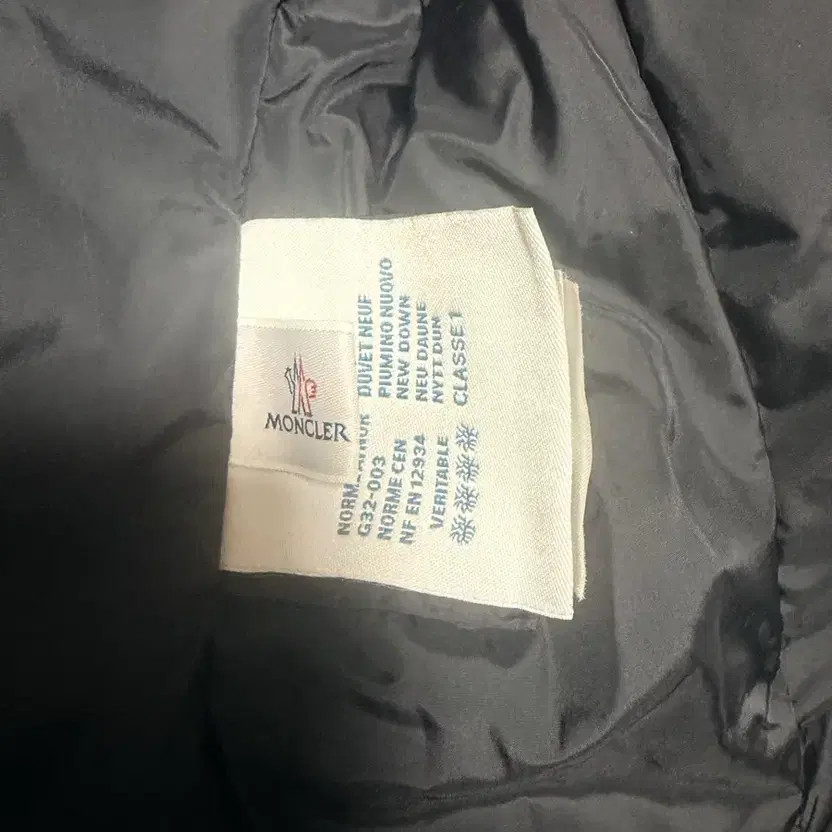 MONCLER
DUVET NEUF
G32-003 PIUMINO NUOVO
NORME CEN NEW DOWN
NF EN 12934 NEU DAUNE
NYTT DUN
VERITABLE CLASSE 1